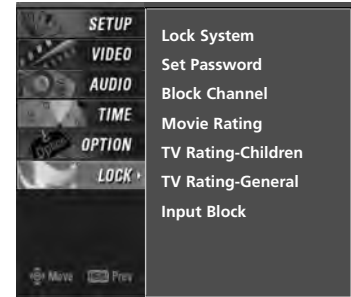 SETUP
VIDEO
AUDIO
TIME
OPTION
LOCK
Lock System
Set Password
Block Channel
Movie Rating
TV Rating-Children
TV Rating-General
Input Block
Move
Prev